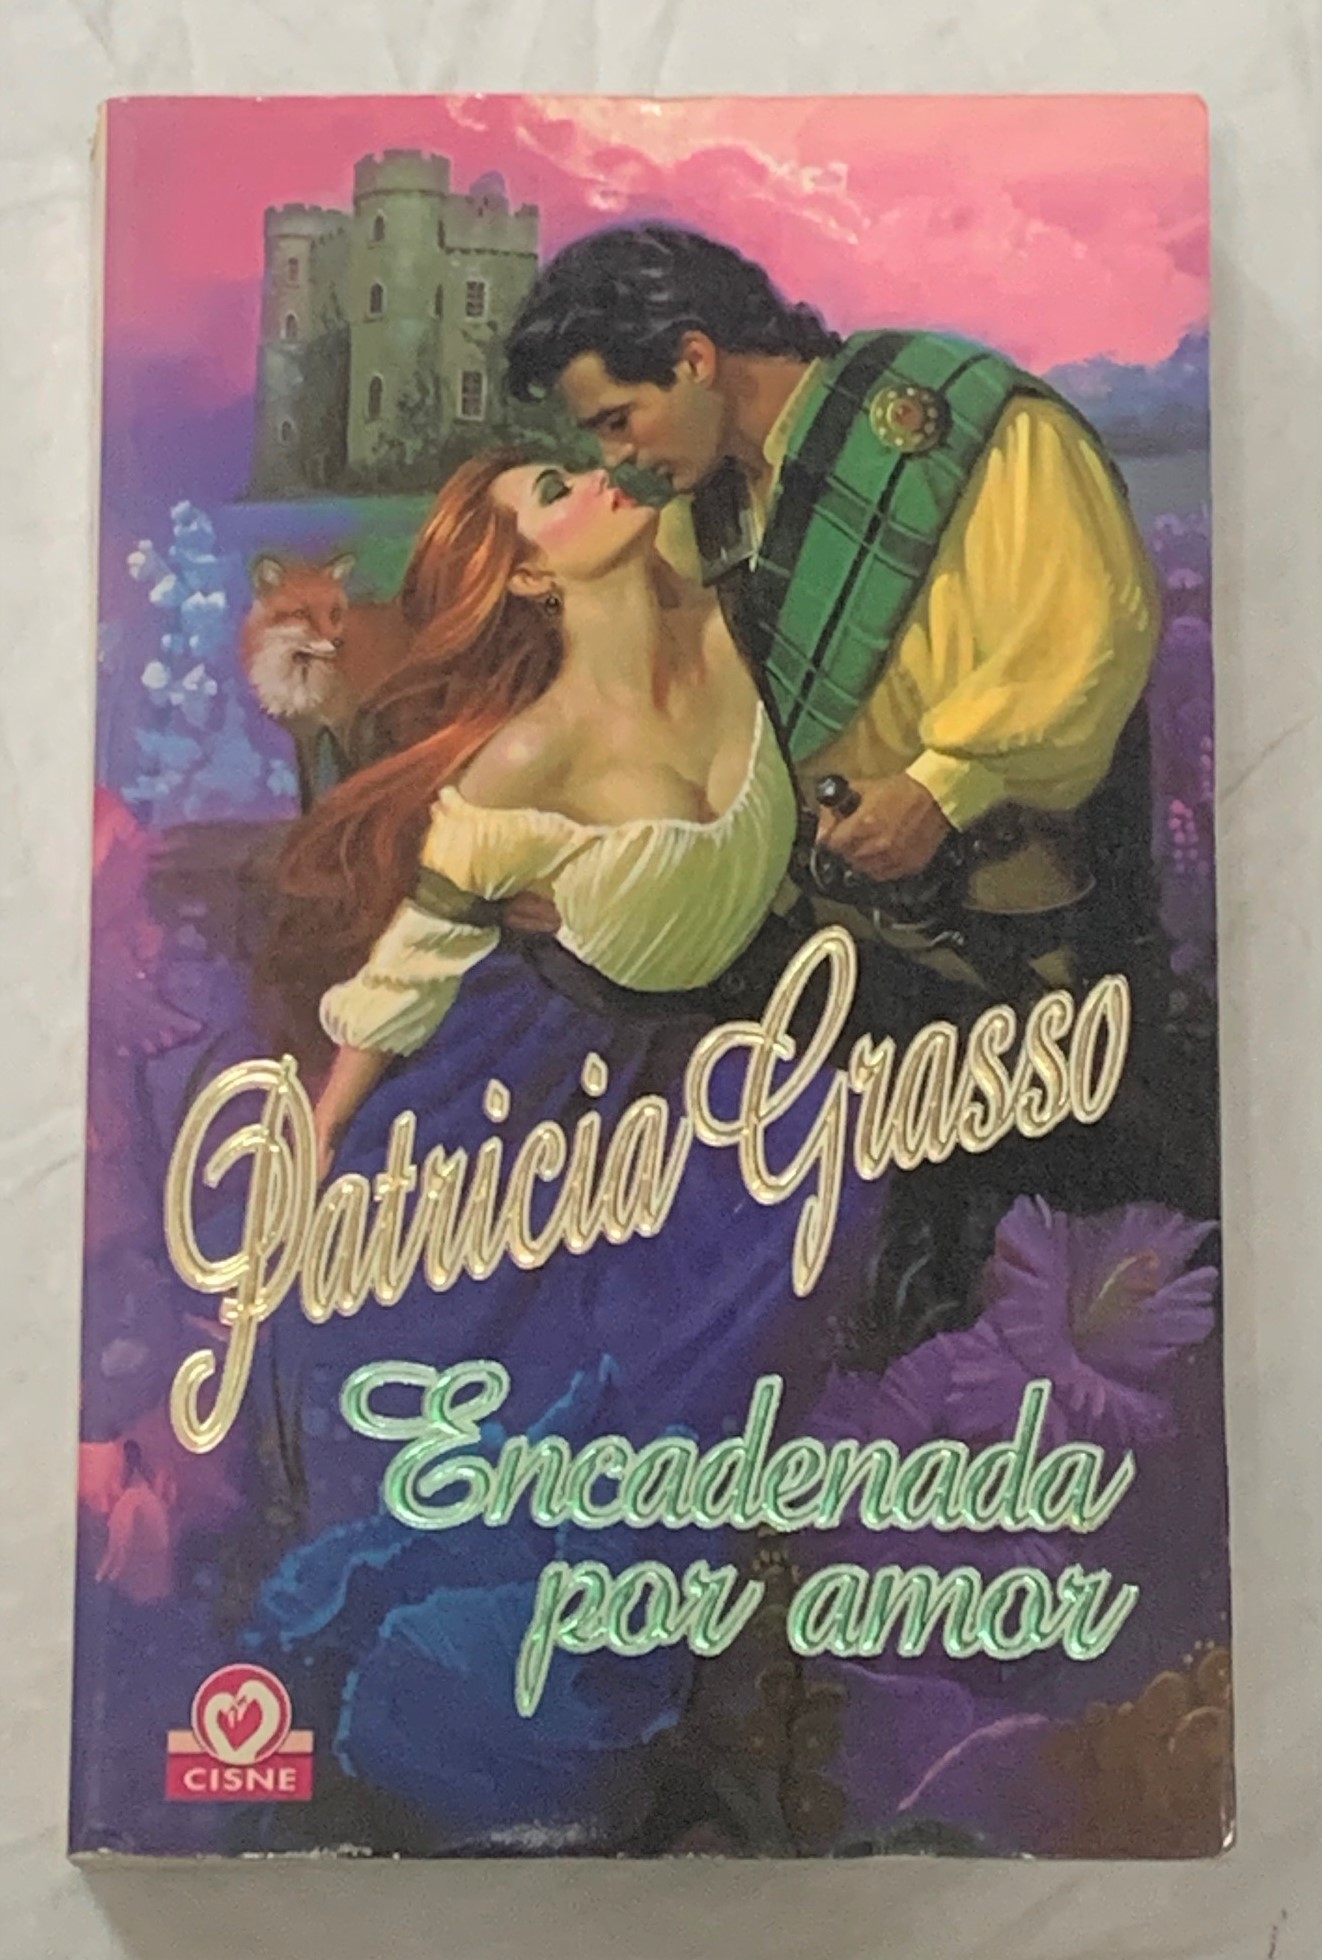 Patricia Grasso
Encadenada
por amor
CISNE